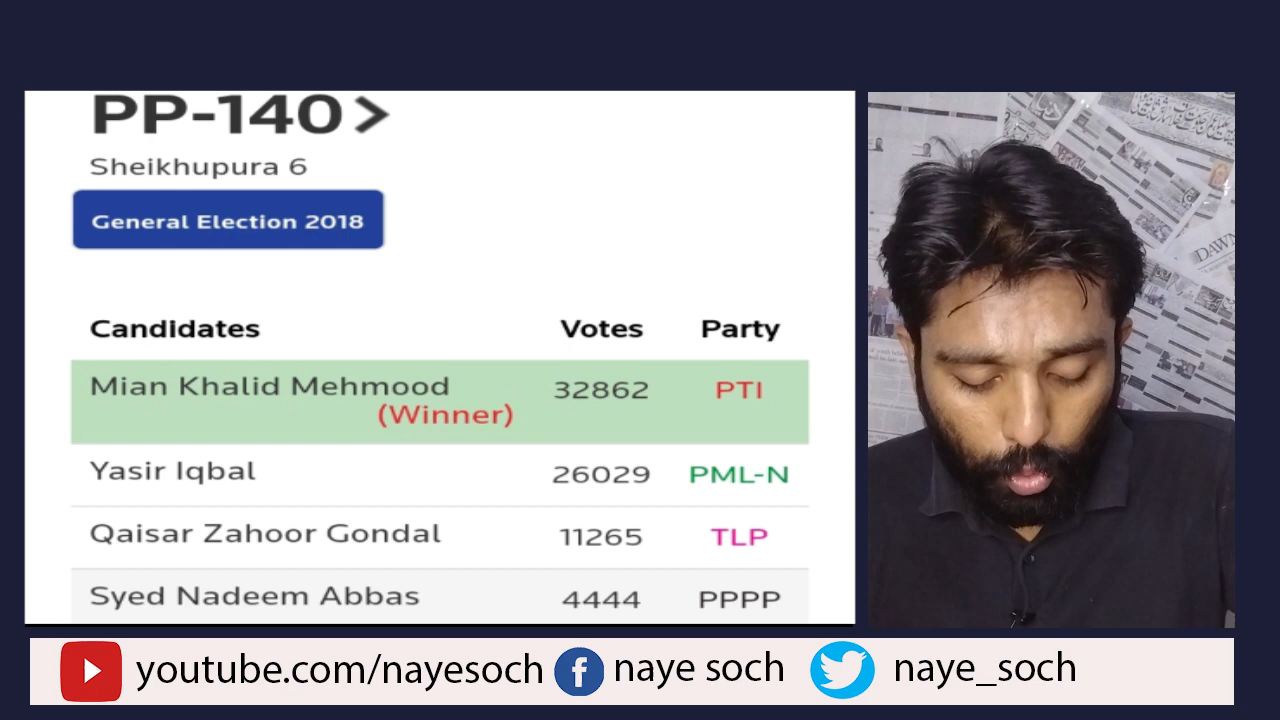 PP-140 >
Sheikhupura 6
General Election 2018
Candidates Votes Party
Mian Khalid Mehmood 32862 PTI
(Winner)
Yasir Iqbal 26029 PML-N
Qaisar Zahoor Gondal 11265 TLP
Syed Nadeem Abbas 4444 PPPP
DAWN
youtube.com/nayesoch naye soch naye_soch